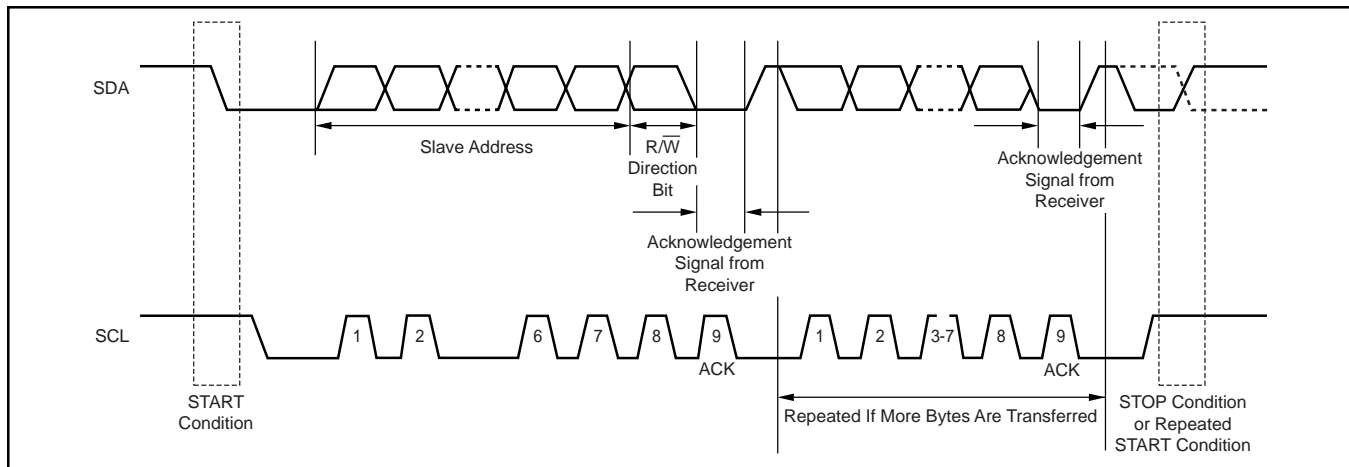 SDA
Slave Address
R/W̅
Direction
Bit
Acknowledgement
Signal from
Receiver
Acknowledgement
Signal from
Receiver
SCL
1
2
6
7
8
9
ACK
1
2
3-7
8
9
ACK
START
Condition
Repeated If More Bytes Are Transferred
STOP Condition
or Repeated
START Condition